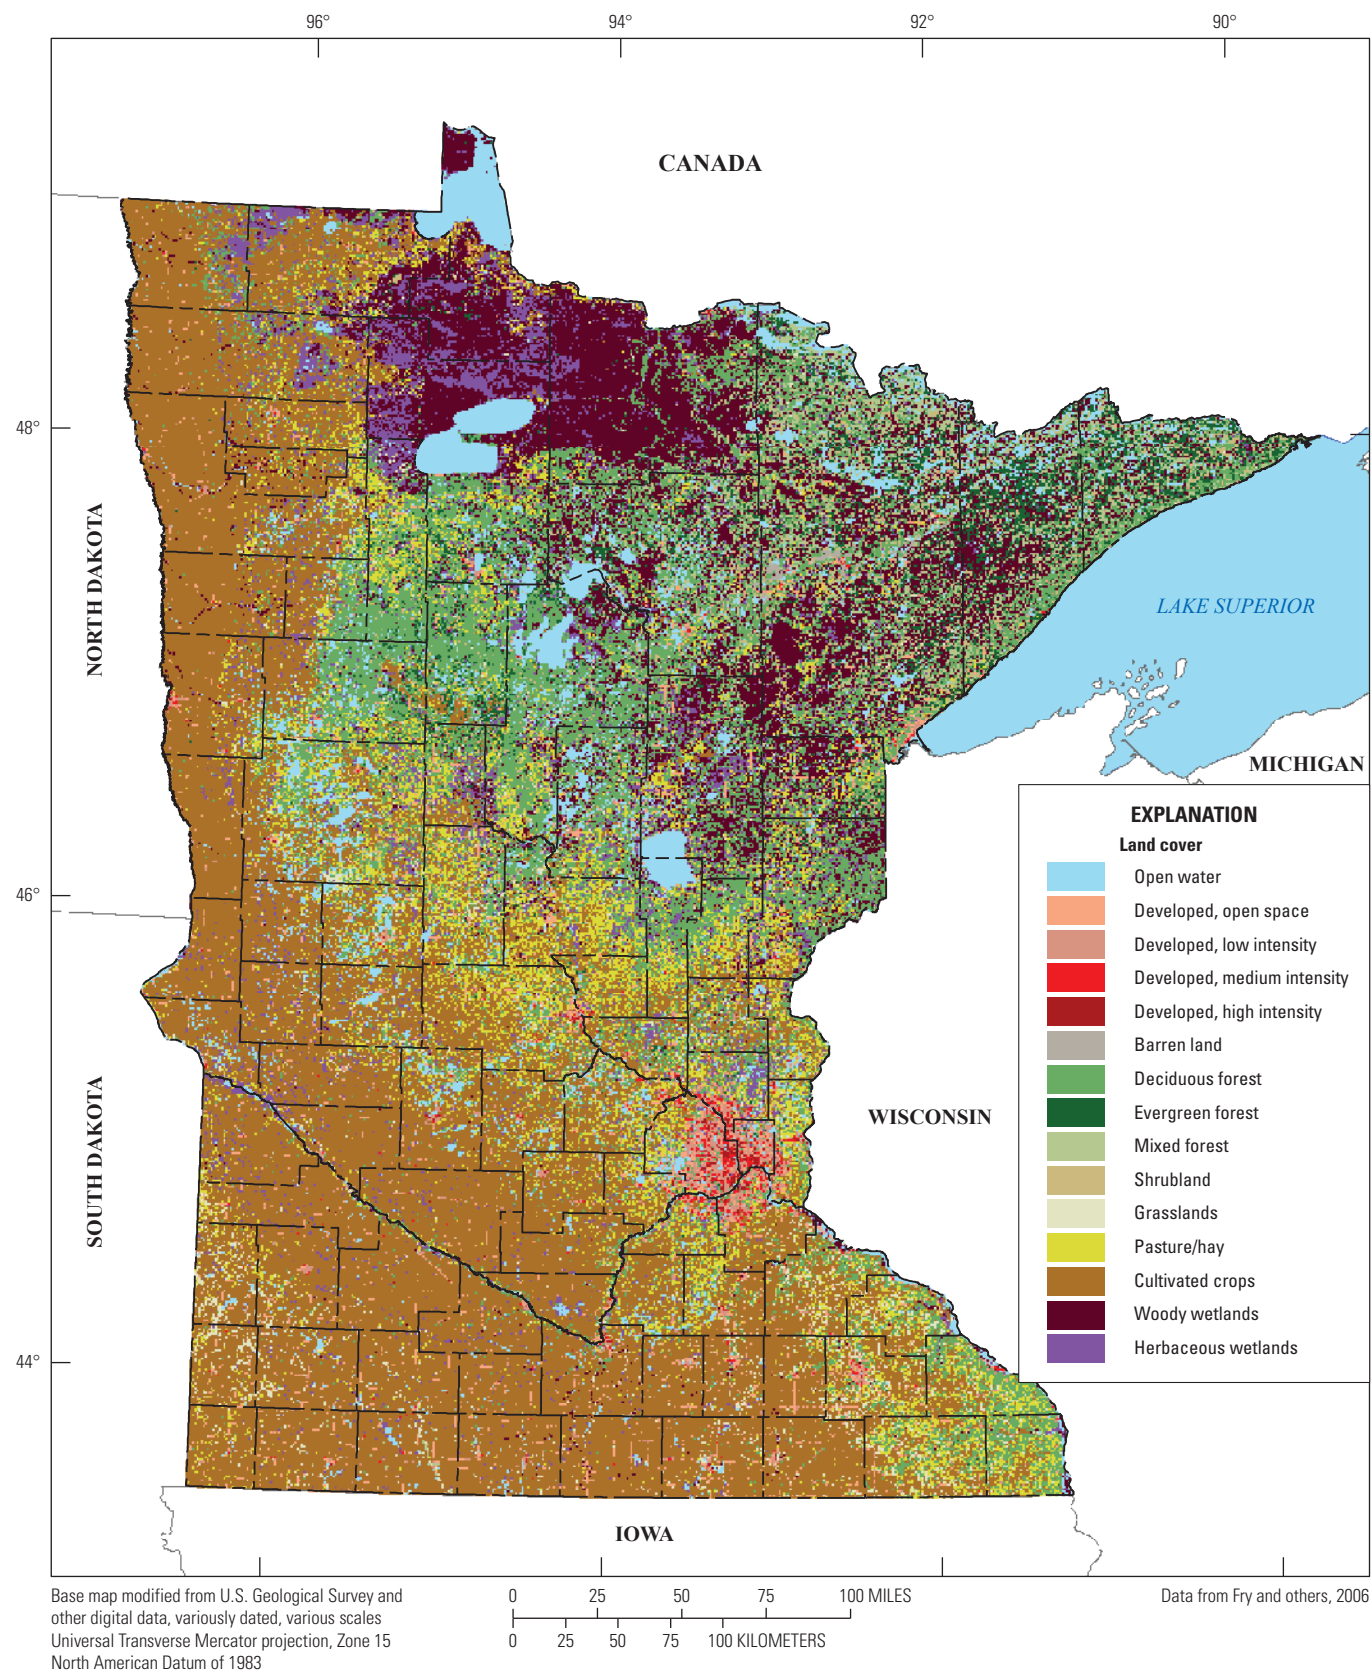 96°
94°
92°
90°
CANADA
48°
NORTH DAKOTA
LAKE SUPERIOR
MICHIGAN
EXPLANATION
Land cover
Open water
46°
Developed, open space
Developed, low intensity
Developed, medium intensity
Developed, high intensity
Barren land
Deciduous forest
SOUTH DAKOTA
WISCONSIN
Evergreen forest
Mixed forest
Shrubland
Grasslands
Pasture/hay
Cultivated crops
Woody wetlands
Herbaceous wetlands
44°
IOWA
Base map modified from U.S. Geological Survey and
other digital data, variously dated, various scales
Universal Transverse Mercator projection, Zone 15
North American Datum of 1983
0 25 50 75 100 MILES
0 25 50 75 100 KILOMETERS
Data from Fry and others, 2006